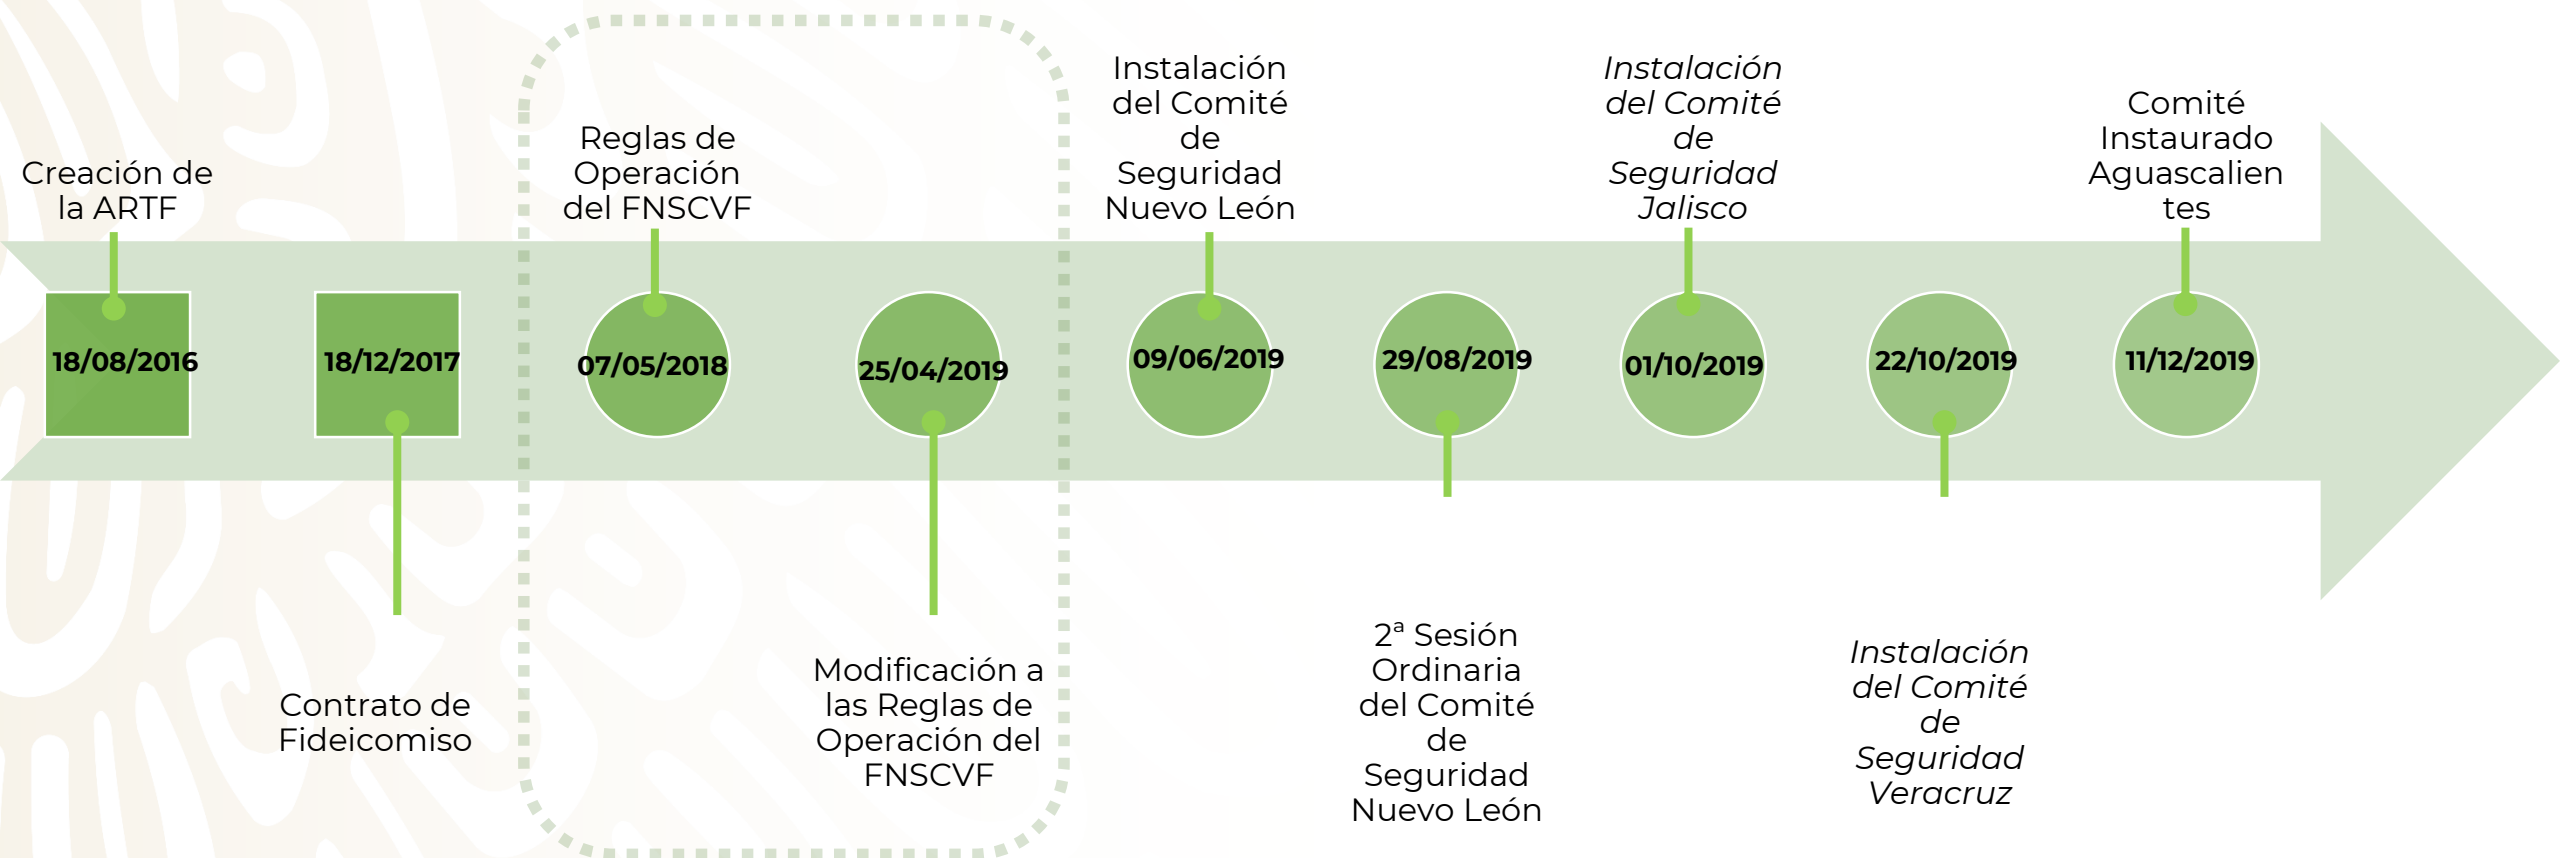 Creación de
la ARTF
18/08/2016
18/12/2017
Contrato de
Fideicomiso
Reglas de
Operación
del FNSCVF
07/05/2018
25/04/2019
Modificación a
las Reglas de
Operación del
FNSCVF
Instalación
del Comité
de
Seguridad
Nuevo León
09/06/2019
29/08/2019
2ª Sesión
Ordinaria
del Comité
de
Seguridad
Nuevo León
Instalación
del Comité
de
Seguridad
Jalisco
01/10/2019
22/10/2019
Instalación
del Comité
de
Seguridad
Veracruz
Comité
Instaurado
Aguascalien
tes
11/12/2019